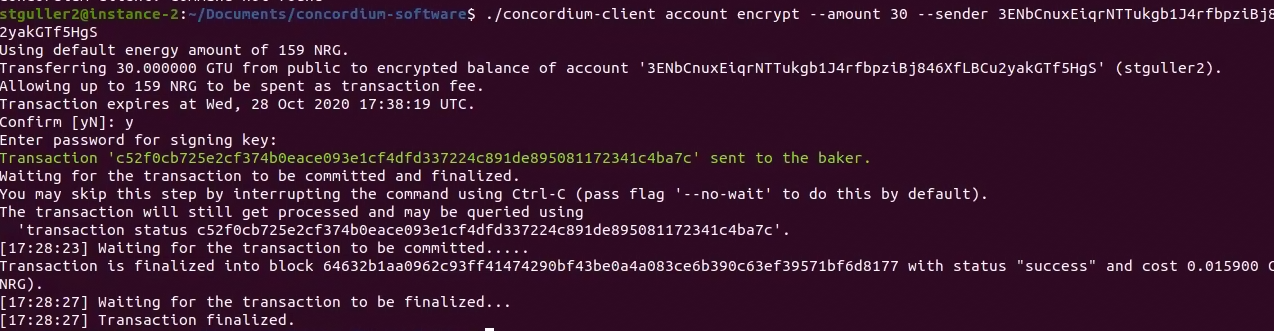 stguller2@instance-2:~/Documents/concordium-software$ ./concordium-client account encrypt --amount 30 --sender 3ENbCnuxEiqrNTTukgb1J4rfbpziBj8
2yakGTf5HgS
Using default energy amount of 159 NRG.
Transferring 30.000000 GTU from public to encrypted balance of account '3ENbCnuxEiqrNTTukgb1J4rfbpziBj846XfLBCu2yakGTf5HgS' (stguller2).
Allowing up to 159 NRG to be spent as transaction fee.
Transaction expires at Wed, 28 Oct 2020 17:38:19 UTC.
Confirm [yN]: y
Enter password for signing key:
Transaction 'c52f0cb725e2cf374b0eace093e1cf4dfd337224c891de895081172341c4ba7c' sent to the baker.
Waiting for the transaction to be committed and finalized.
You may skip this step by interrupting the command using Ctrl-C (pass flag '--no-wait' to do this by default).
The transaction will still get processed and may be queried using
'transaction status c52f0cb725e2cf374b0eace093e1cf4dfd337224c891de895081172341c4ba7c'.
[17:28:23] Waiting for the transaction to be committed.....
Transaction is finalized into block 64632b1aa0962c93ff41474290bf43be0a4a083ce6b390c63ef39571bf6d8177 with status "success" and cost 0.015900
NRG).
[17:28:27] Waiting for the transaction to be finalized...
[17:28:27] Transaction finalized.